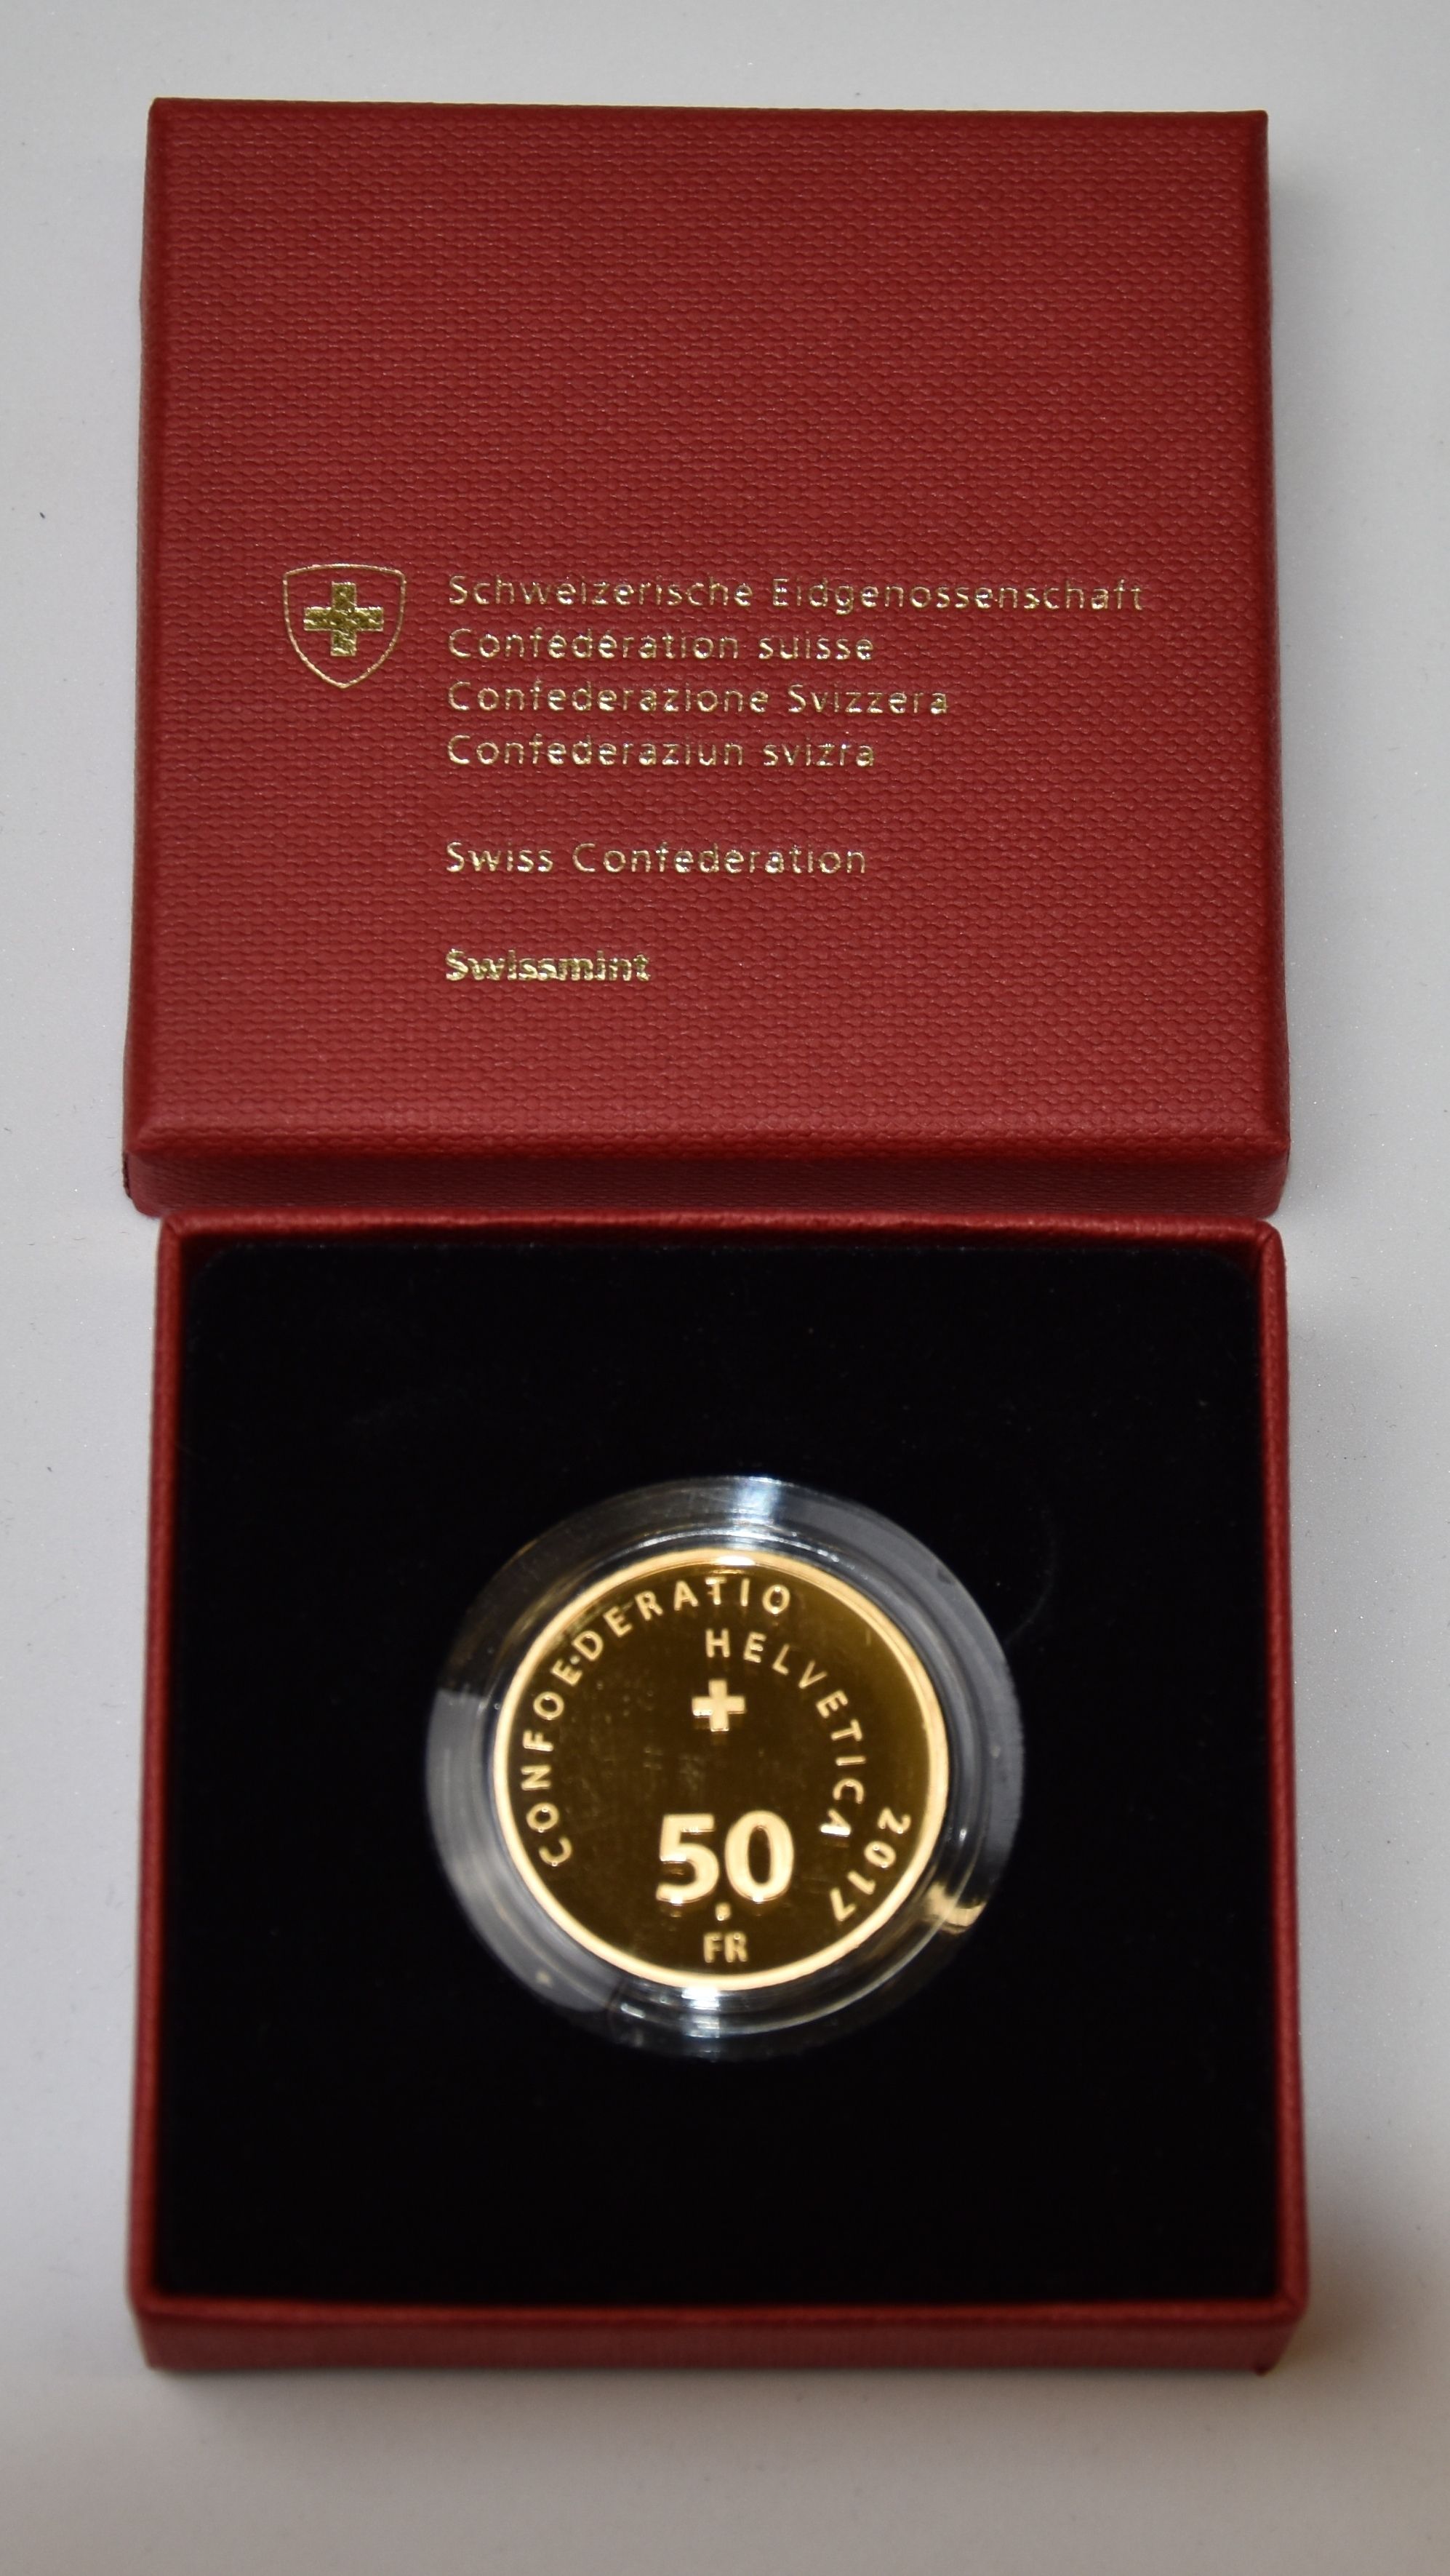 Schweizerische Eidgenossenschaft
Confédération suisse
Confederazione Svizzera
Confederaziun svizra
Swiss Confederation
Swissmint
CONFOEDERATIO
HELVETICA
2017
50
FR